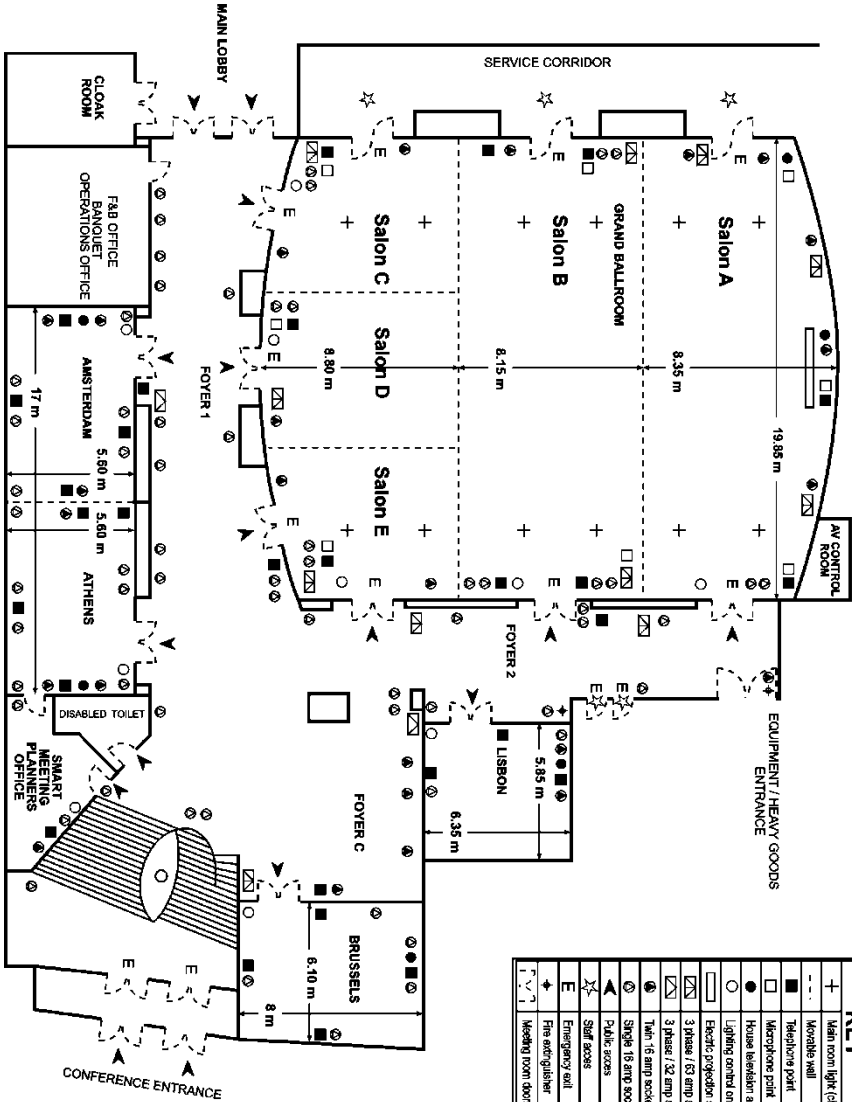 MAIN LOBBY
SERVICE CORRIDOR
CLOAK
ROOM
F&B OFFICE
BANQUET
OPERATIONS OFFICE
E
E
E
E
Salon C
Salon B
GRAND BALLROOM
Salon A
AMSTERDAM
FOYER 1
E
Salon D
8.80 m
8.15 m
8.35 m
19.85 m
17 m
5.60 m
5.60 m
ATHENS
E
Salon E
E
E
E
AV CONTROL
ROOM
FOYER 2
E
E
EQUIPMENT / HEAVY GOODS
ENTRANCE
DISABLED TOILET
SMART
MEETING
PLANNERS
OFFICE
LISBON
5.85 m
6.35 m
FOYER C
BRUSSELS
6.10 m
8 m
E
E
CONFERENCE ENTRANCE
KEY
Main room light
Movable wall
Telephone point
Microphone point
House television
Lighting control
Electric projection
3 phase / 63 amp
3 phase / 32 amp
Twin 16 amp
Single 16 amp
Public acces
Staff acces
E Emergency exit
Fire extinguisher
Meeting room door